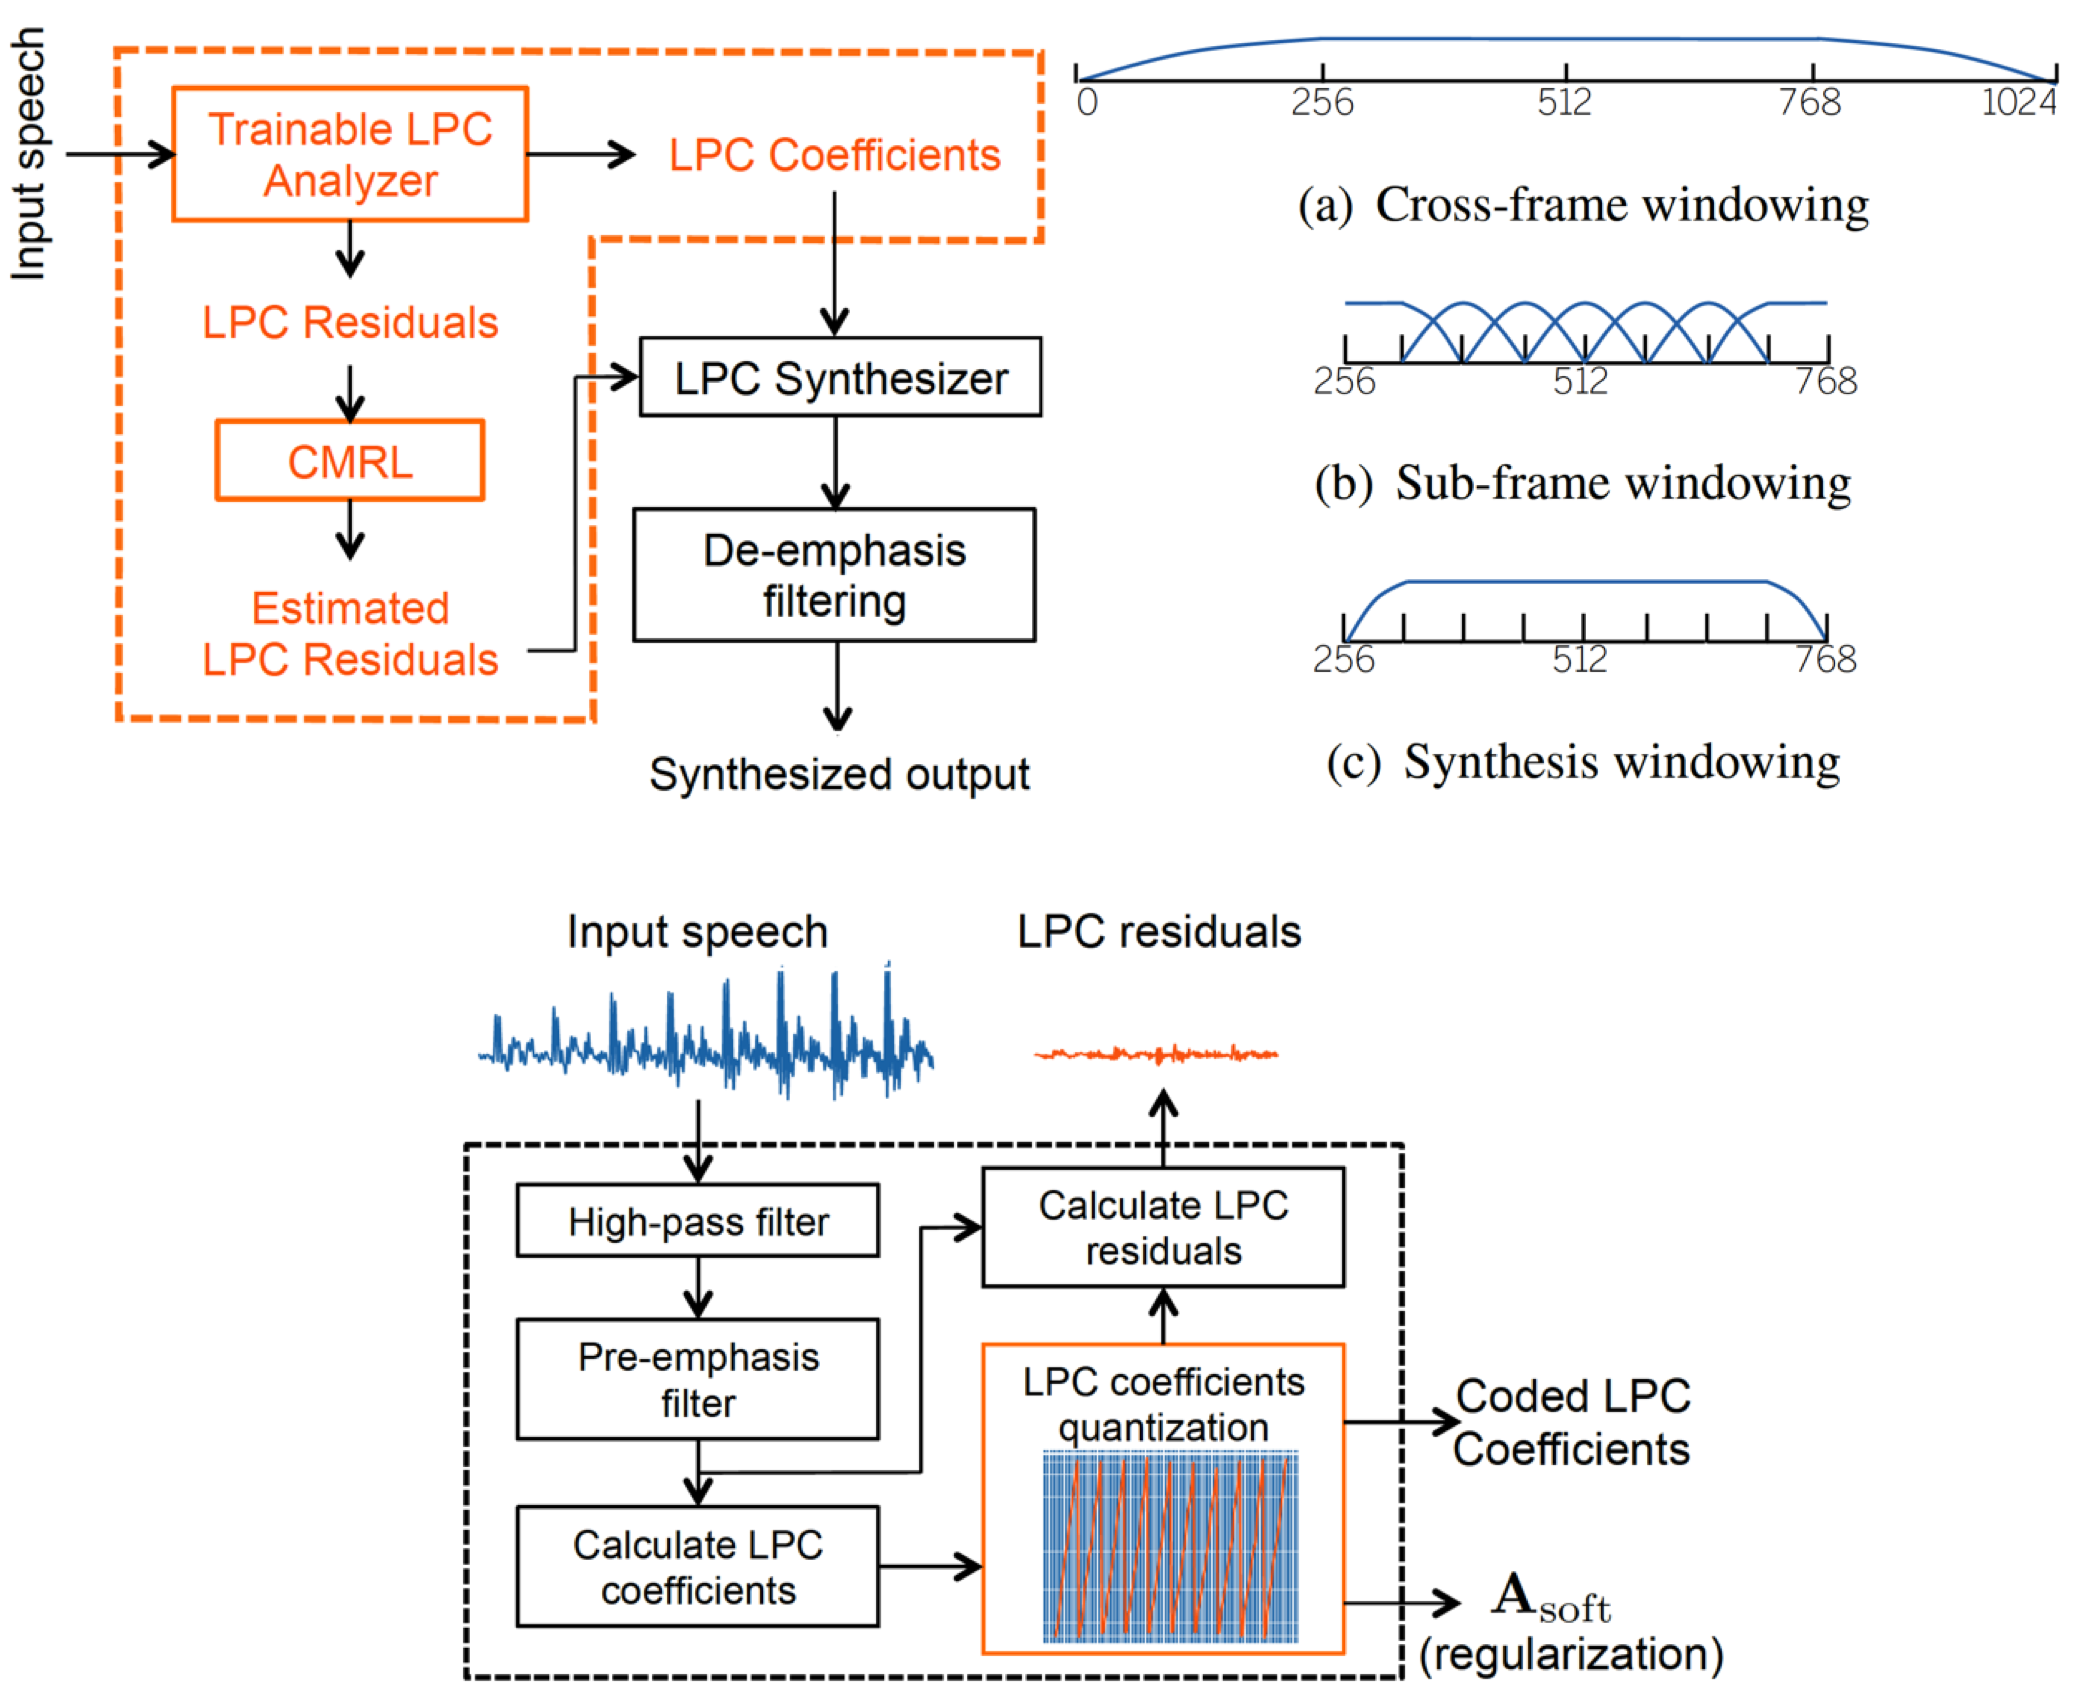 Input speech
Trainable LPC
Analyzer
LPC Coefficients
LPC Residuals
CMRL
Estimated
LPC Residuals
LPC Synthesizer
De-emphasis
filtering
Synthesized output
0 256 512 768 1024
(a) Cross-frame windowing
256 512 768
(b) Sub-frame windowing
256 512 768
(c) Synthesis windowing
Input speech
LPC residuals
High-pass filter
Pre-emphasis
filter
Calculate LPC
coefficients
Calculate LPC
residuals
LPC coefficients
quantization
Coded LPC
Coefficients
A_soft
(regularization)